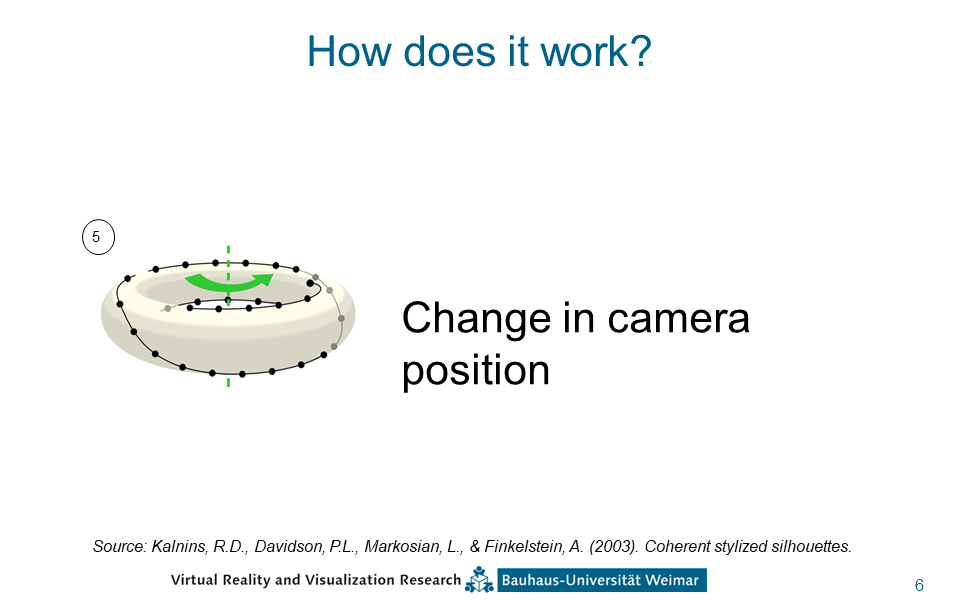 How does it work?
5
Change in camera
position
Source: Kalnins, R.D., Davidson, P.L., Markosian, L., & Finkelstein, A. (2003). Coherent stylized silhouettes.
Virtual Reality and Visualization Research Bauhaus-Universität Weimar
6